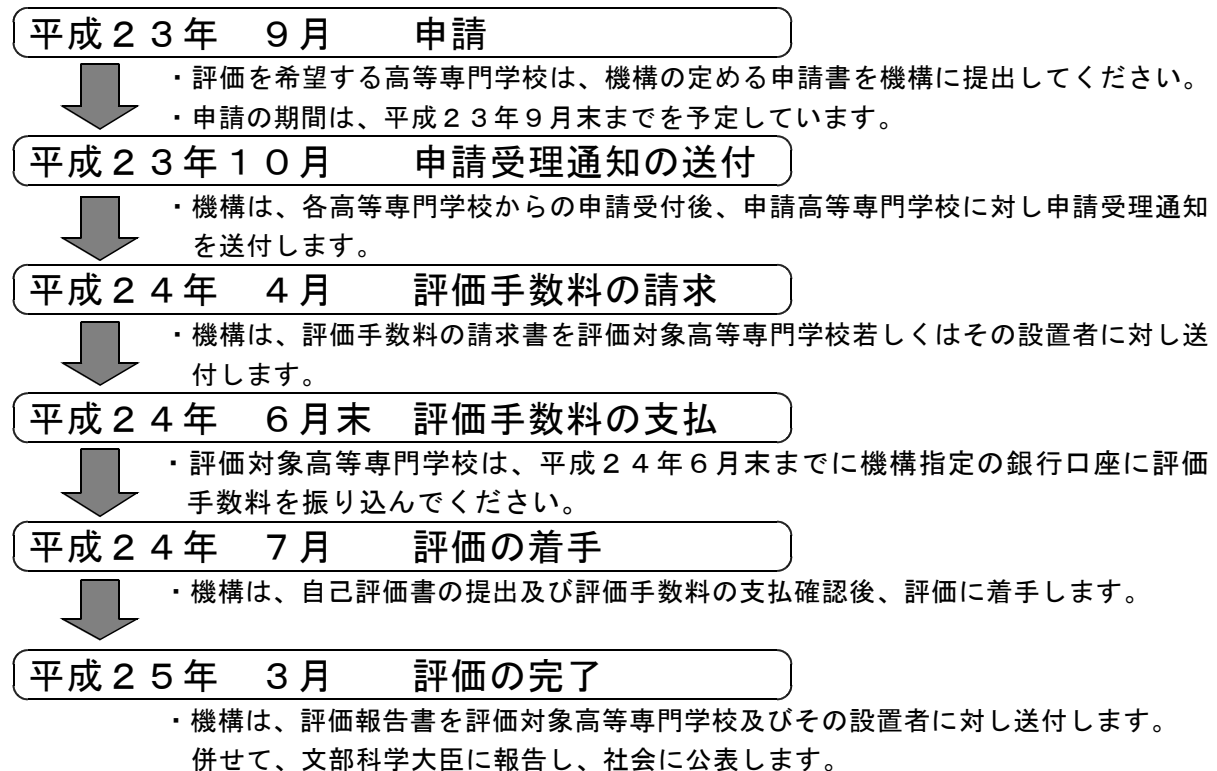 平成23年　9月　　申請
・評価を希望する高等専門学校は、機構の定める申請書を機構に提出してください。
・申請の期間は、平成23年9月末までを予定しています。
平成23年10月　　申請受理通知の送付
・機構は、各高等専門学校からの申請受付後、申請高等専門学校に対し申請受理通知
を送付します。
平成24年　4月　　評価手数料の請求
・機構は、評価手数料の請求書を評価対象高等専門学校若しくはその設置者に対し送
付します。
平成24年　6月末　評価手数料の支払
・評価対象高等専門学校は、平成24年6月末までに機構指定の銀行口座に評価
手数料を振り込んでください。
平成24年　7月　　評価の着手
・機構は、自己評価書の提出及び評価手数料の支払確認後、評価に着手します。
平成25年　3月　　評価の完了
・機構は、評価報告書を評価対象高等専門学校及びその設置者に対し送付します。
併せて、文部科学大臣に報告し、社会に公表します。